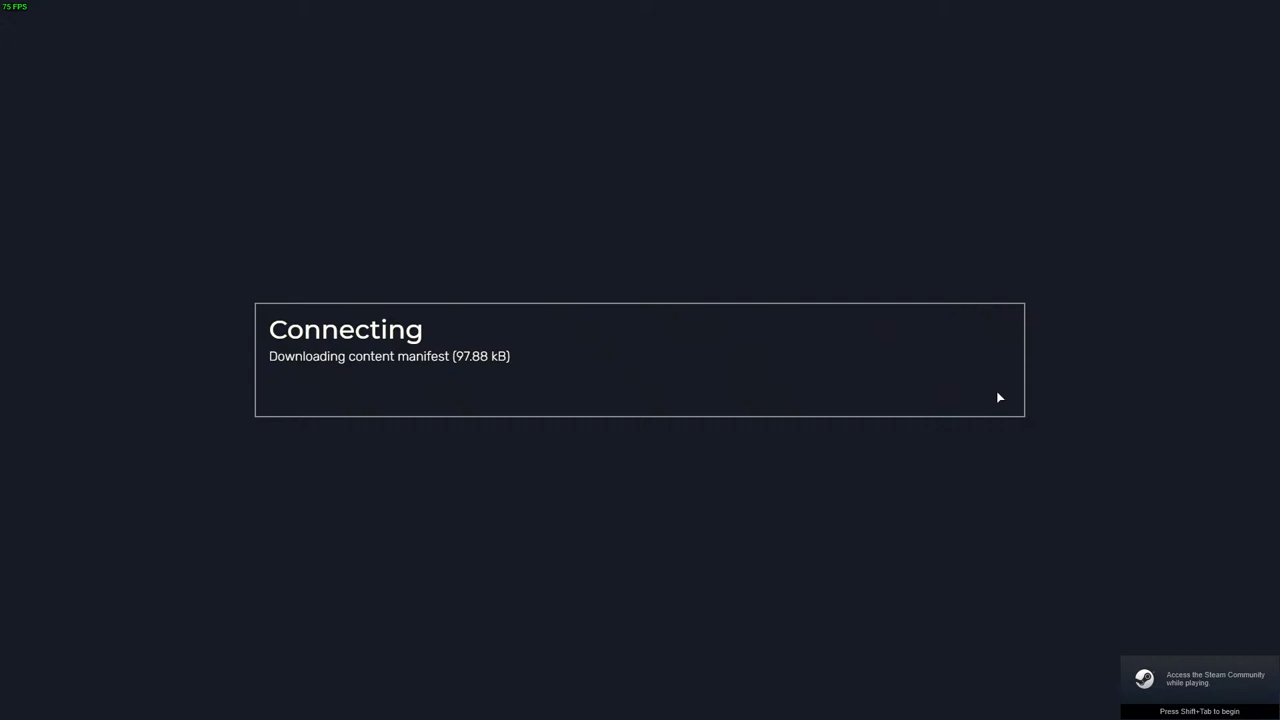 75 FPS
Connecting
Downloading content manifest (97.88 kB)
Access the Steam Community
while playing.
Press Shift+Tab to begin